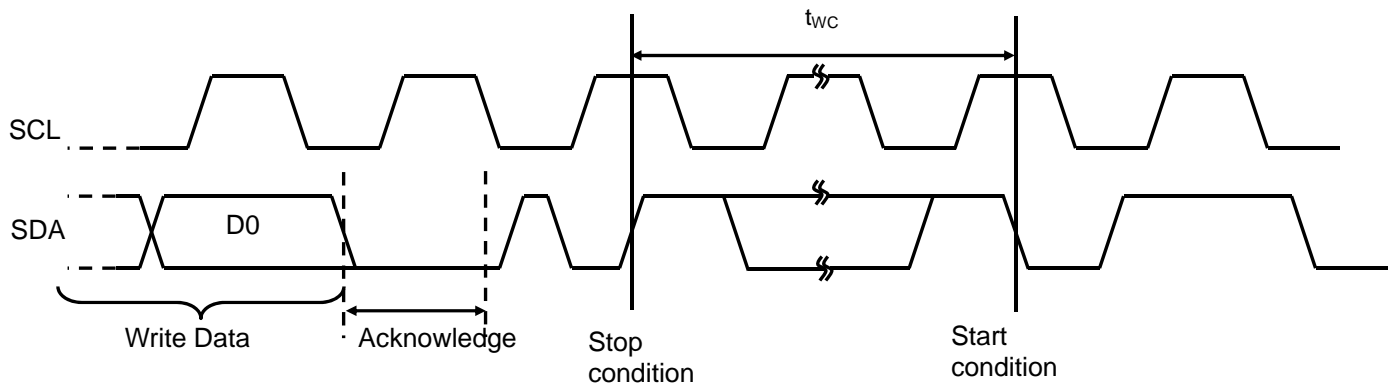 tWC
SCL
SDA
D0
Write Data
Acknowledge
Stop
condition
Start
condition